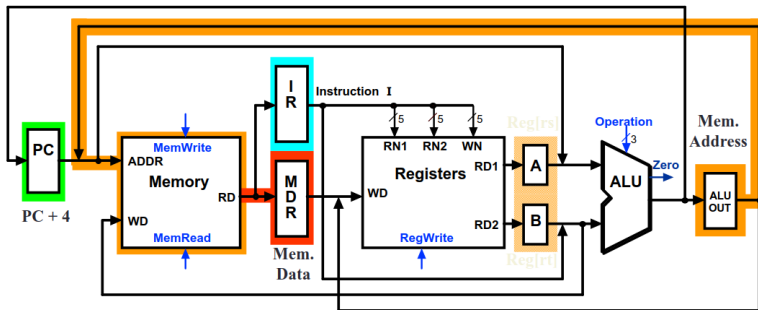 PC
PC + 4
MemWrite
ADDR
Memory
RD
WD
MemRead
I
R
Instruction I
M
D
R
Mem.
Data
5
5
5
RN1
RN2
WN
Registers
RD1
WD
RD2
RegWrite
Reg[rs]
A
B
Reg[rt]
Operation
3
Zero
ALU
Mem.
Address
ALU
OUT